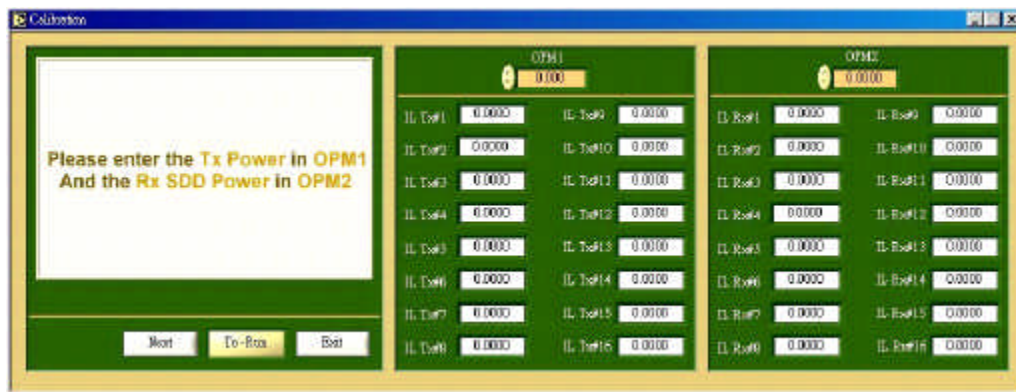 Calibration
Please enter the Tx Power in OPM1
And the Rx SDD Power in OPM2
Next
To-Run
Exit
OPM1
0.000
IL Tx#1 0.0000 IL Tx#9 0.0000
IL Tx#2 0.0000 IL Tx#10 0.0000
IL Tx#3 0.0000 IL Tx#11 0.0000
IL Tx#4 0.0000 IL Tx#12 0.0000
IL Tx#5 0.0000 IL Tx#13 0.0000
IL Tx#6 0.0000 IL Tx#14 0.0000
IL Tx#7 0.0000 IL Tx#15 0.0000
IL Tx#8 0.0000 IL Tx#16 0.0000
OPM2
0.0000
IL Rx#1 0.0000 IL-Rx#9 0.0000
IL Rx#2 0.0000 IL-Rx#10 0.0000
IL Rx#3 0.0000 IL-Rx#11 0.0000
IL Rx#4 0.0000 IL-Rx#12 0.0000
IL Rx#5 0.0000 IL-Rx#13 0.0000
IL Rx#6 0.0000 IL-Rx#14 0.0000
IL Rx#7 0.0000 IL-Rx#15 0.0000
IL Rx#8 0.0000 IL Rx#16 0.0000